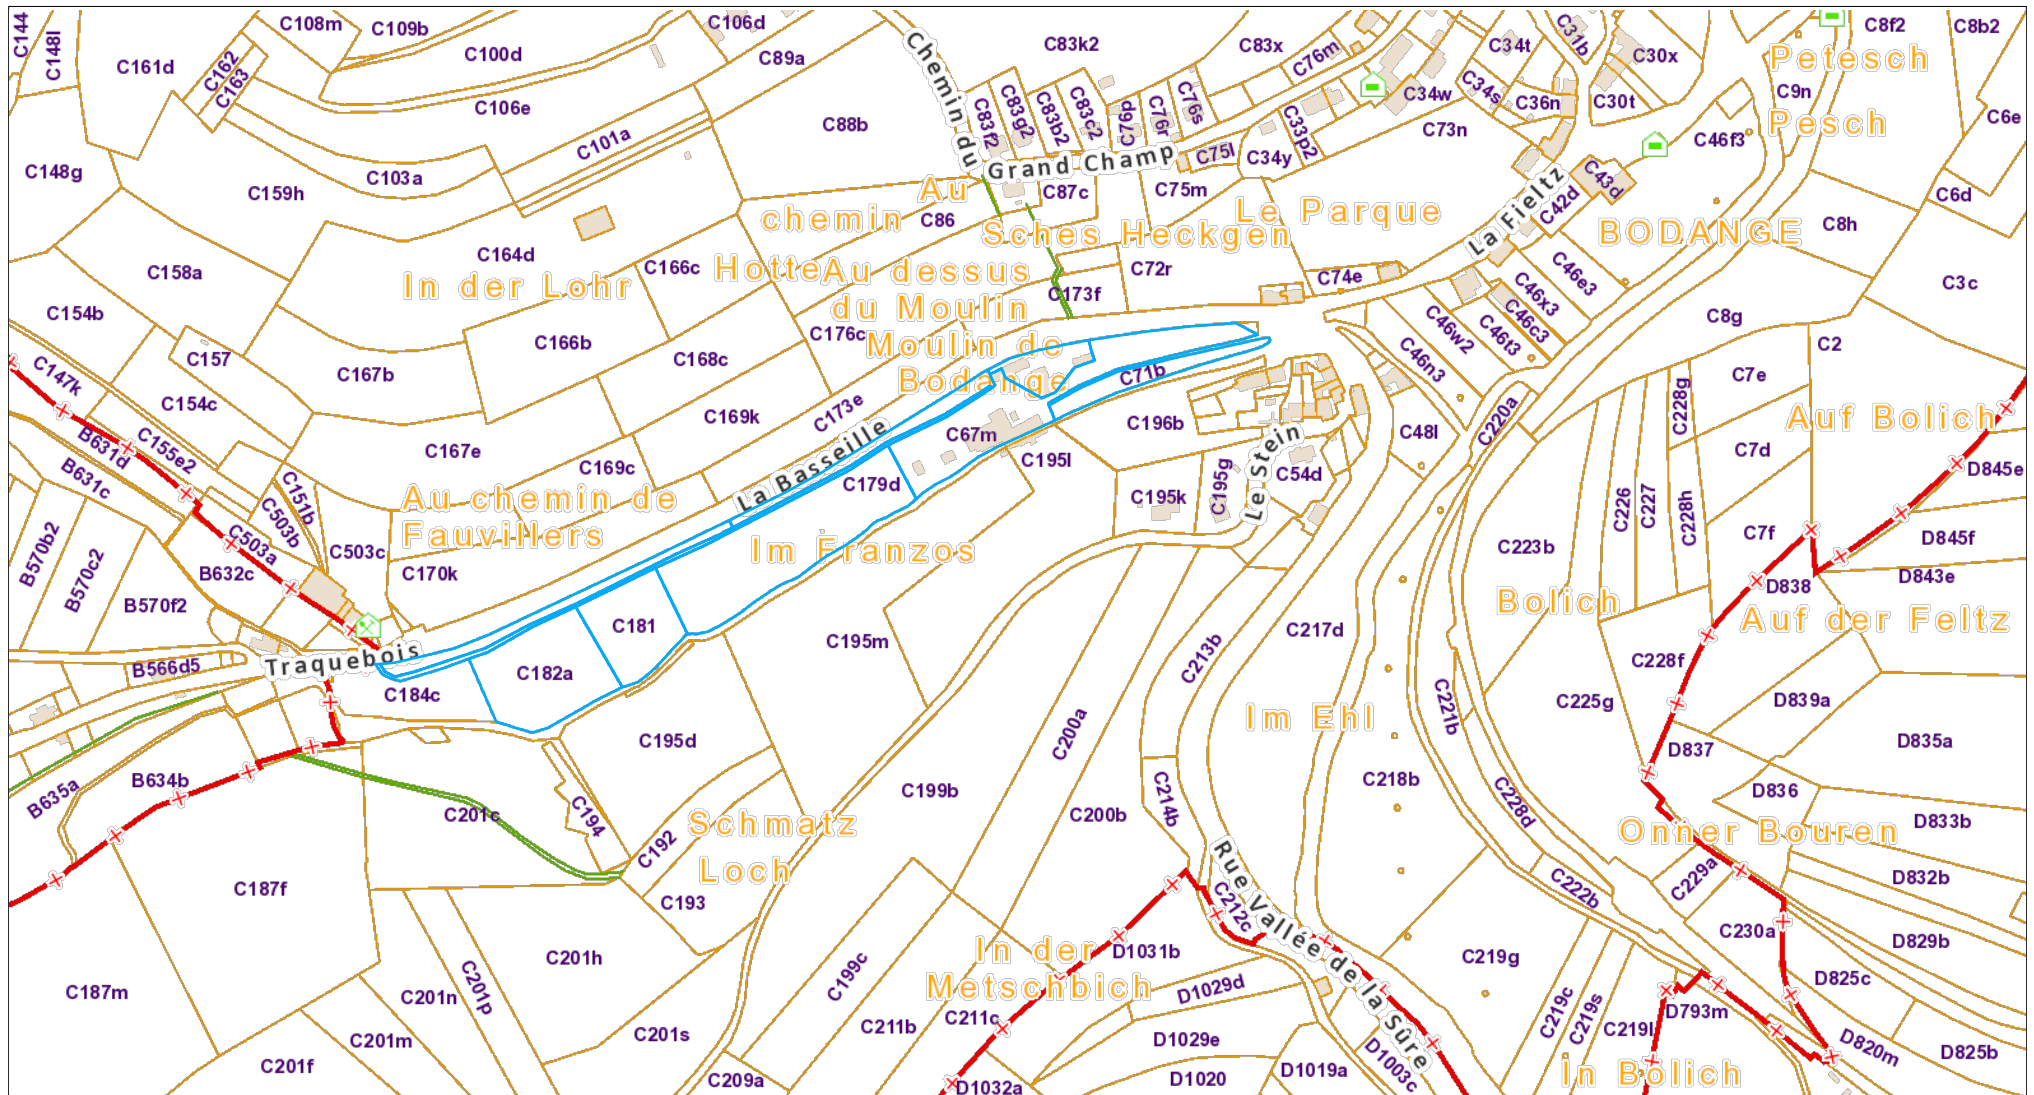 C144
C148l
C108m
C109b
C106d
C161d
C162
C163
C100d
C89a
C83k2
C83x
C76m
C31b
C34t
C30x
C8f2
C8b2
Petesch
C106e
C88b
Chemin du
C83f2
C83g2
C83b2
C83c2
C76p
C76r
C76s
C34w
C34s
C36n
C30t
C9n
C6e
Pesch
C101a
C73n
C33p2
C46f3
C148g
C159h
C103a
Grand Champ
C75l
C34y
C43d
C6d
C87c
C75m
C42d
Au
chemin
C86
Le Parque
La Fieltz
BODANGE
C8h
Sches Heckgen
C158a
C164d
C166c
Hotte
Au dessus
C72r
C74e
C46e3
C3c
In der Lohr
C173f
C46x3
C154b
du Moulin
C46c3
C8g
C166b
C176c
C46w2
C46t3
C157
C168c
Moulin de
C2
C147k
C167b
Bodange
C71b
C46n3
C7e
C154c
C169k
C173e
C228g
Auf Bolich
C155e2
B631d
C167e
La Basseille
C67m
C196b
C48l
C220a
C7d
B631c
C169c
C195l
Le Stein
C54d
D845e
C151b
C503b
Au chemin de
Fauvillers
C179d
C195k
C195g
C226
C227
C228h
C7f
D845f
B570b2
B570c2
C503a
C503c
Im Franzos
C223b
B632c
C170k
D838
D843e
B570f2
C181
C195m
C217d
Bolich
Auf der Feltz
Traquebois
B566d5
C184c
C182a
C213b
C228f
C221b
C225g
D839a
Im Ehl
C195d
C200a
D837
D835a
B634b
B635a
C199b
C214b
C218b
C228d
D836
C201c
C194
C192
Schmatz
Loch
C200b
Onner Bouren
D833b
C187f
C193
C212c
Rue Vallée de la Sûre
C222b
C229a
D832b
C230a
D829b
In der
Metschbich
D1031b
C201h
C199c
C219g
D825c
C187m
C201n
C201p
D1029d
C219c
C219s
C211b
C211c
C219l
D793m
C201m
C201s
D1029e
D820m
D825b
C201f
C209a
D1032a
D1020
D1019a
D1003c
In Bolich